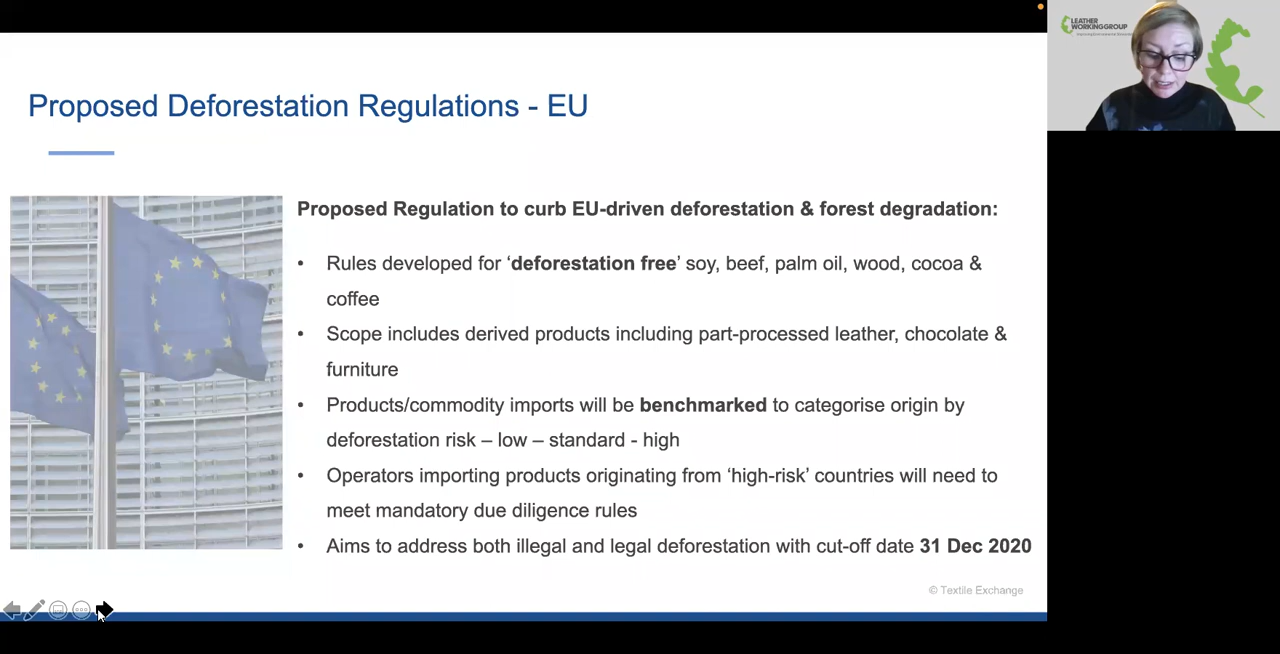 Proposed Deforestation Regulations - EU
Proposed Regulation to curb EU-driven deforestation & forest degradation:
• Rules developed for ‘deforestation free’ soy, beef, palm oil, wood, cocoa &
coffee
• Scope includes derived products including part-processed leather, chocolate &
furniture
• Products/commodity imports will be benchmarked to categorise origin by
deforestation risk – low – standard - high
• Operators importing products originating from ‘high-risk’ countries will need to
meet mandatory due diligence rules
• Aims to address both illegal and legal deforestation with cut-off date 31 Dec 2020
© Textile Exchange
LEATHER
WORKINGGROUP